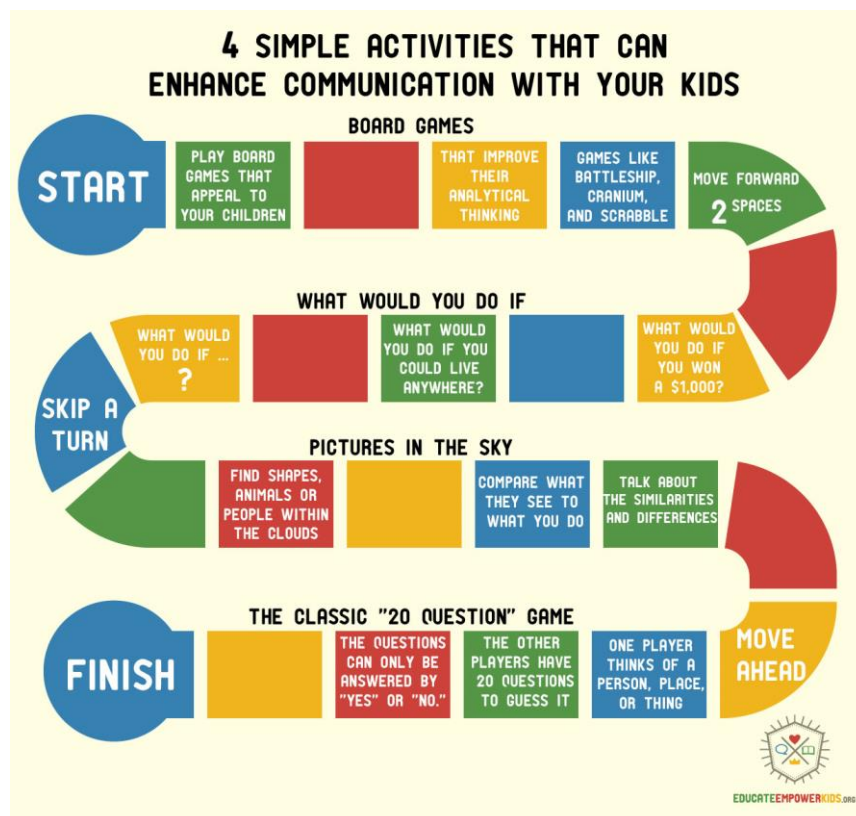 4 SIMPLE ACTIVITIES THAT CAN
ENHANCE COMMUNICATION WITH YOUR KIDS
BOARD GAMES
START
PLAY BOARD
GAMES THAT
APPEAL TO
YOUR CHILDREN
THAT IMPROVE
THEIR
ANALYTICAL
THINKING
GAMES LIKE
BATTLESHIP,
CRANIUM,
AND SCRABBLE
MOVE FORWARD
2 SPACES
WHAT WOULD YOU DO IF
WHAT WOULD
YOU DO IF
YOU WON
A $1,000?
WHAT WOULD
YOU DO IF YOU
COULD LIVE
ANYWHERE?
WHAT WOULD
YOU DO IF ...
?
SKIP A
TURN
PICTURES IN THE SKY
FIND SHAPES,
ANIMALS OR
PEOPLE WITHIN
THE CLOUDS
COMPARE WHAT
THEY SEE TO
WHAT YOU DO
TALK ABOUT
THE SIMILARITIES
AND DIFFERENCES
THE CLASSIC "20 QUESTION" GAME
MOVE
AHEAD
ONE PLAYER
THINKS OF A
PERSON, PLACE,
OR THING
THE OTHER
PLAYERS HAVE
20 QUESTIONS
TO GUESS IT
THE QUESTIONS
CAN ONLY BE
ANSWERED BY
"YES" OR "NO."
FINISH
EDUCATEEMPOWERKIDS.ORG